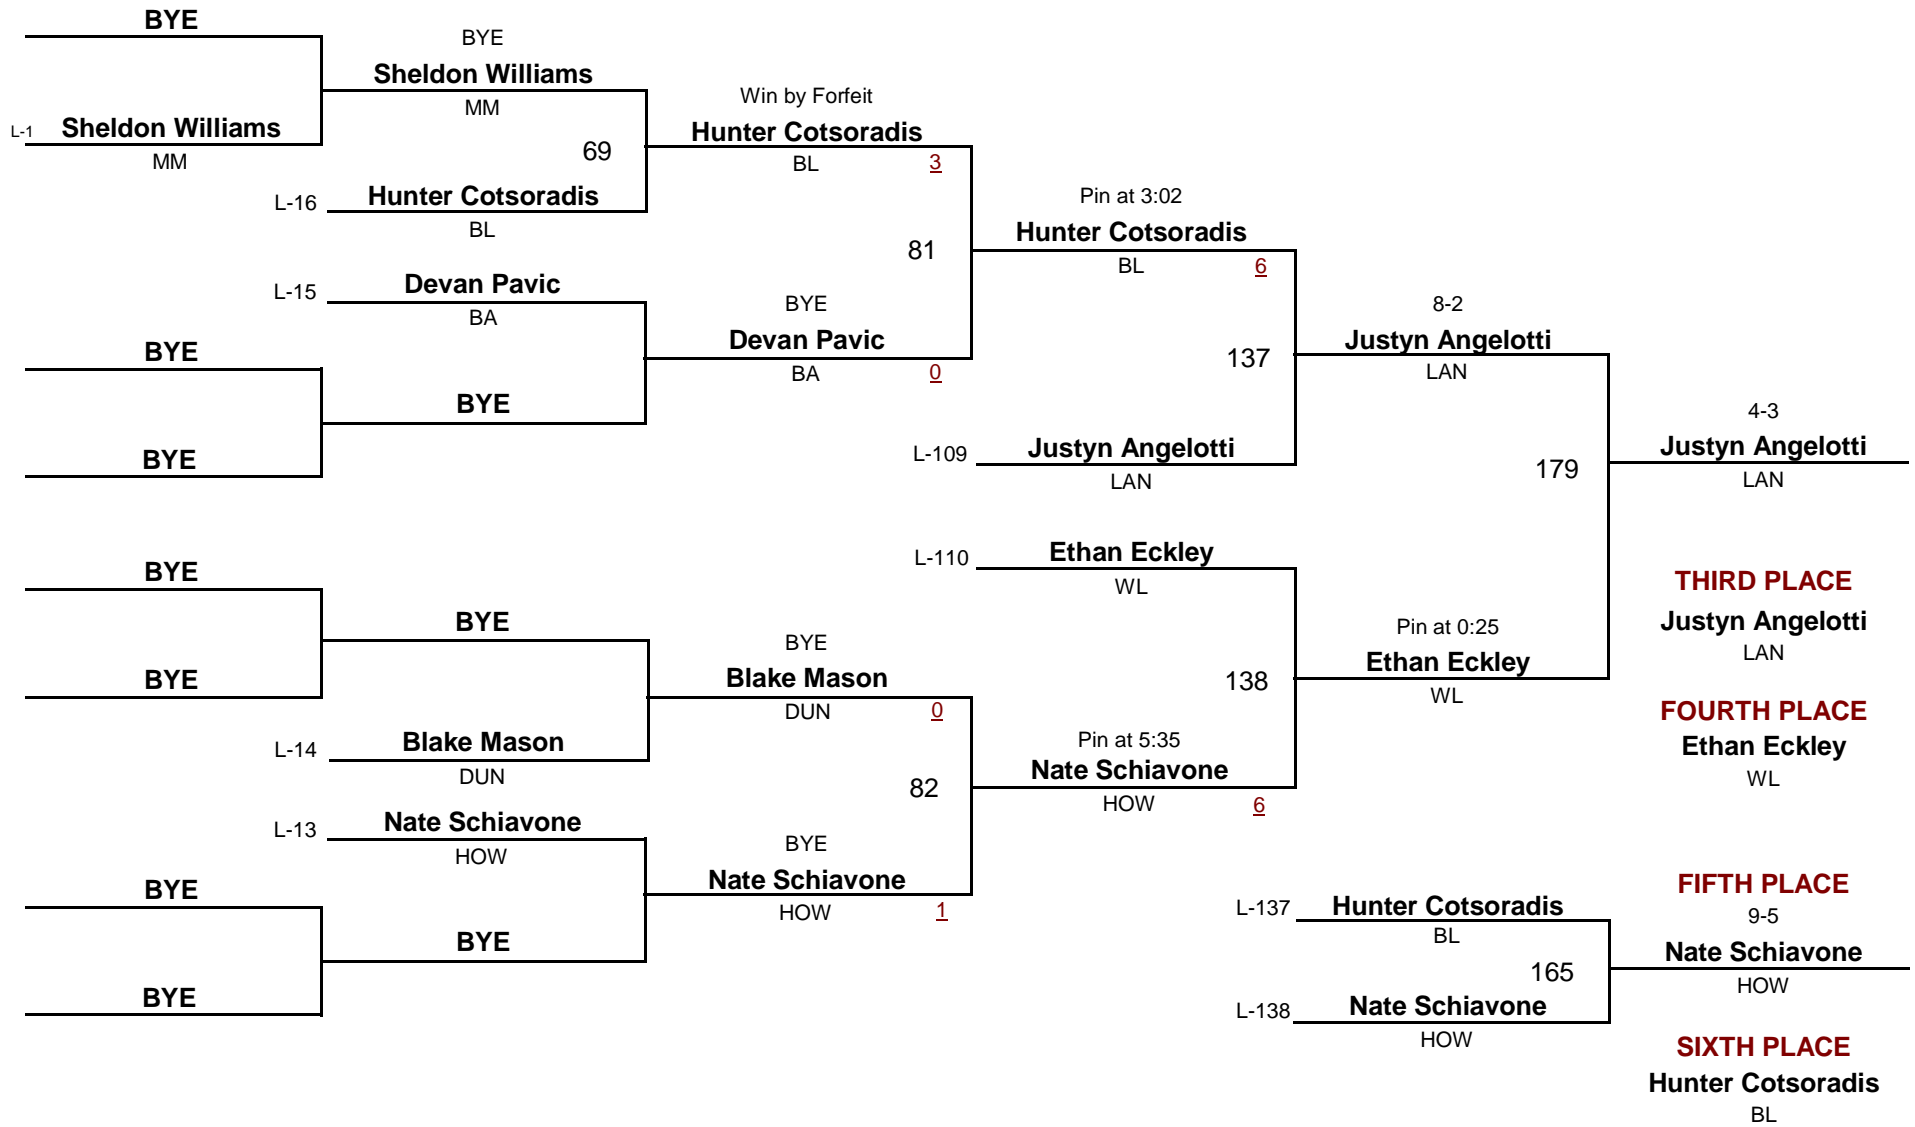 BYE
L-1 Sheldon Williams
MM
BYE
Sheldon Williams
MM
69
L-16 Hunter Cotsoradis
BL
L-15 Devan Pavic
BA
BYE
BYE
BYE
Win by Forfeit
Hunter Cotsoradis
BL 3
81
BYE
Devan Pavic
BA 0
Pin at 3:02
Hunter Cotsoradis
BL 6
137
L-109 Justyn Angelotti
LAN
8-2
Justyn Angelotti
LAN
179
4-3
Justyn Angelotti
LAN
BYE
BYE
BYE
L-14 Blake Mason
DUN
L-13 Nate Schiavone
HOW
BYE
BYE
BYE
BYE
Blake Mason
DUN 0
82
BYE
Nate Schiavone
HOW 1
L-110 Ethan Eckley
WL
138
Pin at 5:35
Nate Schiavone
HOW 6
Pin at 0:25
Ethan Eckley
WL
THIRD PLACE
Justyn Angelotti
LAN
FOURTH PLACE
Ethan Eckley
WL
L-137 Hunter Cotsoradis
BL
165
L-138 Nate Schiavone
HOW
FIFTH PLACE
9-5
Nate Schiavone
HOW
SIXTH PLACE
Hunter Cotsoradis
BL